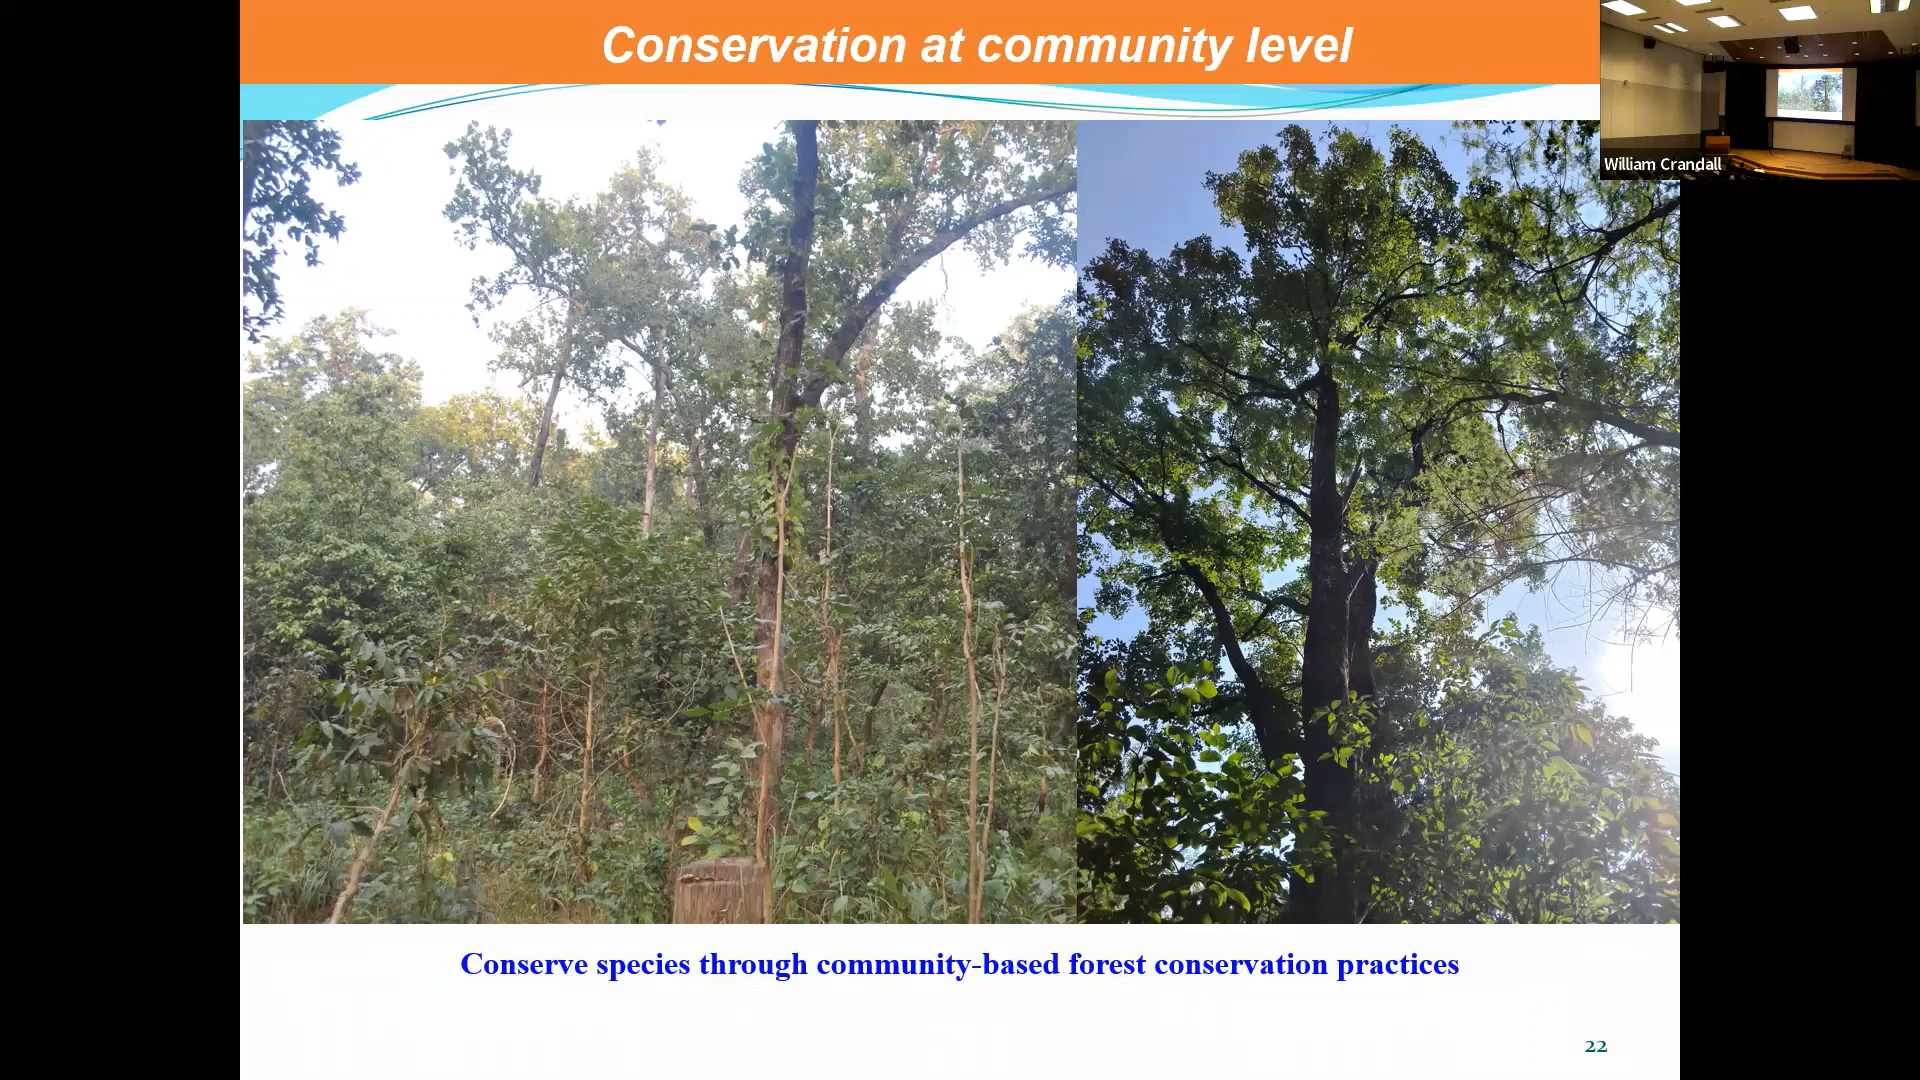 Conservation at community level
William Crandall
Conserve species through community-based forest conservation practices
22